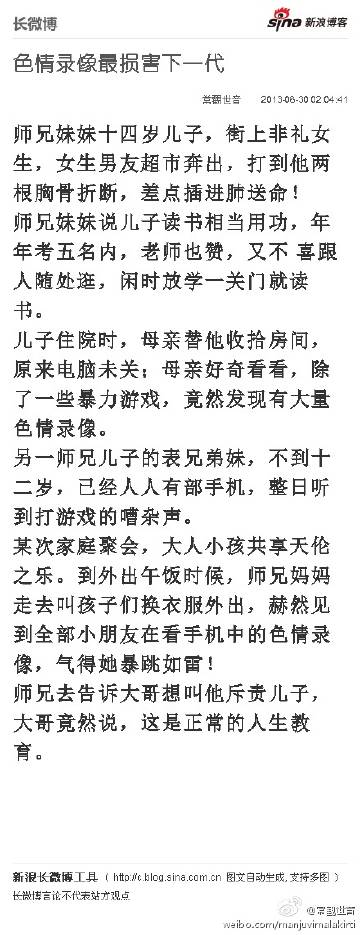 长微博
sina 新浪博客
色情录像最损害下一代
常翾世音 2013-06-30 02:04:41
师兄妹妹十四岁儿子，街上非礼女
生，女生男友超市奔出，打到他两
根胸骨折断，差点插进肺送命！
师兄妹妹说儿子读书相当用功，年
年考五名内，老师也赞，又不 喜跟
人随处逛，闲时放学一关门就读
书。
儿子住院时，母亲替他收拾房间，
原来电脑未关；母亲好奇看看，除
了一些暴力游戏，竟然发现有大量
色情录像。
另一师兄儿子的表兄弟妹，不到十
二岁，已经人人有部手机，整日听
到打游戏的嘈杂声。
某次家庭聚会，大人小孩共享天伦
之乐。到外出午饭时候，师兄妈妈
走去叫孩子们换衣服外出，赫然见
到全部小朋友在看手机中的色情录
像，气得她暴跳如雷！
师兄去告诉大哥想叫他斥责儿子，
大哥竟然说，这是正常的人生教
育。
新浪长微博工具 ( http://c.blog.sina.com.cn 图文自动生成,支持多图 )
长微博言论不代表站方观点
weibo.com/manjuvimalakirti